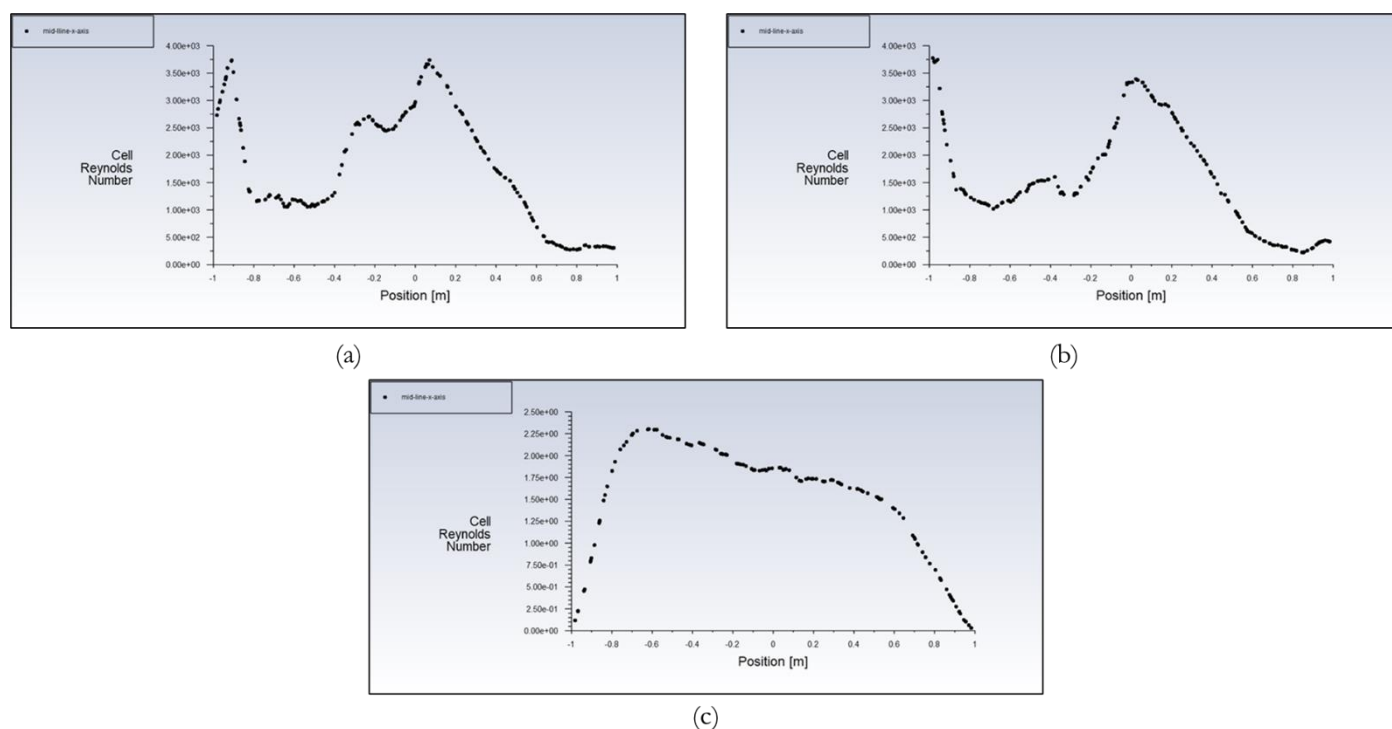 mid-lline-x-axis
4.00e+03
3.50e+03
3.00e+03
2.50e+03
2.00e+03
1.50e+03
1.00e+03
5.00e+02
0.00e+00
Cell
Reynolds
Number
-1 -0.8 -0.6 -0.4 -0.2 0 0.2 0.4 0.6 0.8 1
Position [m]
(a)
mid-line-x-axis
4.00e+03
3.50e+03
3.00e+03
2.50e+03
2.00e+03
1.50e+03
1.00e+03
5.00e+02
0.00e+00
Cell
Reynolds
Number
-1 -0.8 -0.6 -0.4 -0.2 0 0.2 0.4 0.6 0.8 1
Position [m]
(b)
mid-line-x-axis
2.50e+00
2.25e+00
2.00e+00
1.75e+00
1.50e+00
1.25e+00
1.00e+00
7.50e-01
5.00e-01
2.50e-01
0.00e+00
Cell
Reynolds
Number
-1 -0.8 -0.6 -0.4 -0.2 0 0.2 0.4 0.6 0.8 1
Position [m]
(c)